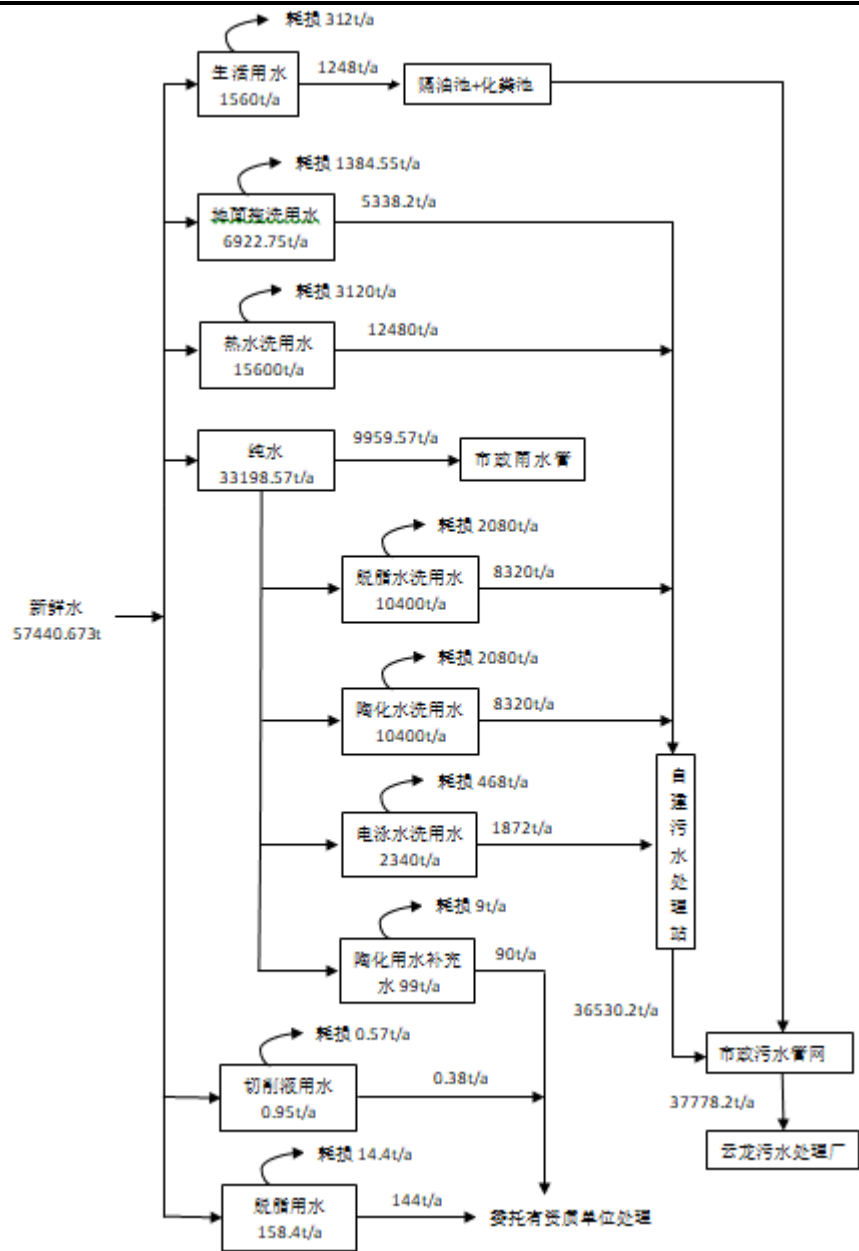 耗损 312t/a
生活用水
1560t/a
1248t/a
隔油池+化粪池
耗损 1384.55t/a
地面拖洗用水
6922.75t/a
5338.2t/a
耗损 3120t/a
热水洗用水
15600t/a
12480t/a
纯水
33198.57t/a
9959.57t/a
市政雨水管
耗损 2080t/a
脱脂水洗用水
10400t/a
8320t/a
新鲜水
57440.673t
耗损 2080t/a
陶化水洗用水
10400t/a
8320t/a
自建污水处理站
耗损 468t/a
电泳水洗用水
2340t/a
1872t/a
耗损 9t/a
陶化用水补充
水 99t/a
90t/a
36530.2t/a
耗损 0.57t/a
切削液用水
0.95t/a
0.38t/a
市政污水管网
37778.2t/a
云龙污水处理厂
耗损 14.4t/a
脱脂用水
158.4t/a
144t/a
委托有资质单位处理